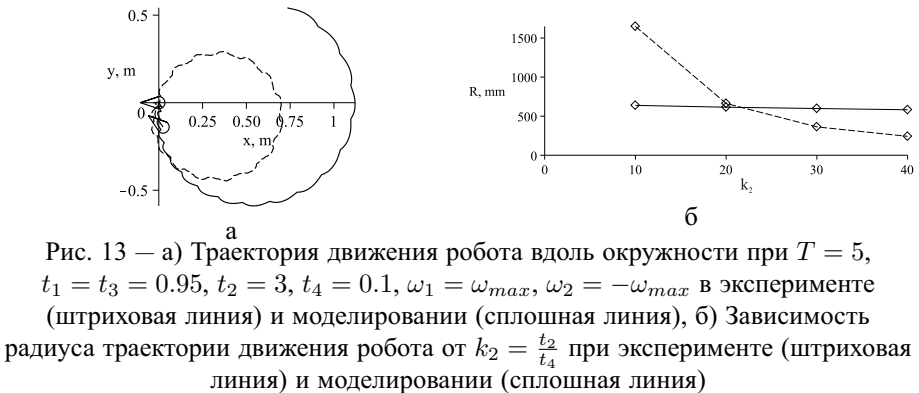 0.5
y, m
0
0.25
0.50
0.75
1
x, m
−0.5
а
1500
1000
R, mm
500
0
0
10
20
30
40
k₂
б
Рис. 13 — а) Траектория движения робота вдоль окружности при T = 5,
t₁ = t₃ = 0.95, t₂ = 3, t₄ = 0.1, ω₁ = ωₘₐₓ, ω₂ = −ωₘₐₓ в эксперименте
(штриховая линия) и моделировании (сплошная линия), б) Зависимость
радиуса траектории движения робота от k₂ = t₂/t₄ при эксперименте (штриховая
линия) и моделировании (сплошная линия)